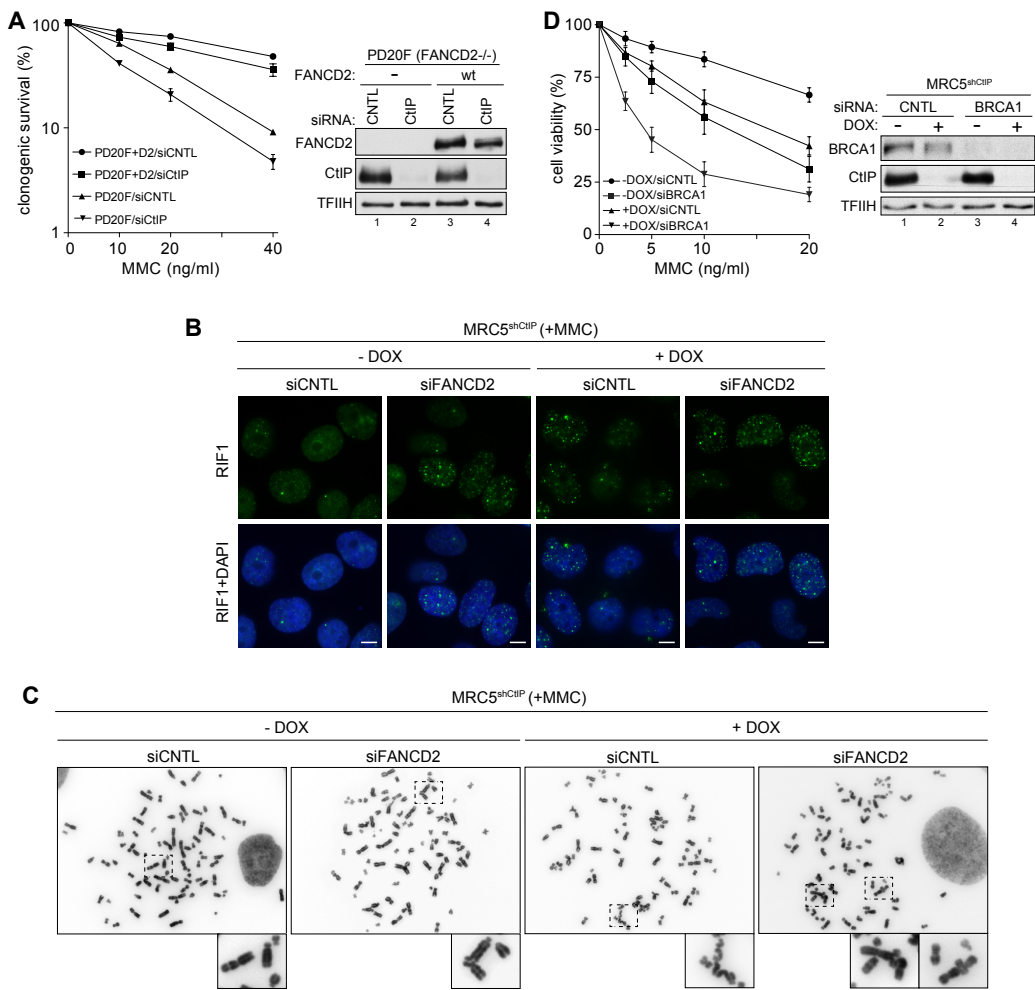 A
100
10
1
clonogenic survival (%)
PD20F+D2/siCNTL
PD20F+D2/siCtIP
PD20F/siCNTL
PD20F/siCtIP
0 10 20 40
MMC (ng/ml)
PD20F (FANCD2-/-)
FANCD2: – wt
siRNA: CNTL CtIP CNTL CtIP
FANCD2
CtIP
TFIIH
1 2 3 4
D
100
75
50
25
0
cell viability (%)
-DOX/siCNTL
-DOX/siBRCA1
+DOX/siCNTL
+DOX/siBRCA1
0 5 10 20
MMC (ng/ml)
MRC5shCtIP
siRNA: CNTL BRCA1
DOX: – + – +
BRCA1
CtIP
TFIIH
1 2 3 4
B
MRC5shCtIP (+MMC)
- DOX + DOX
siCNTL siFANCD2 siCNTL siFANCD2
RIF1
RIF1+DAPI
C
MRC5shCtIP (+MMC)
- DOX + DOX
siCNTL siFANCD2 siCNTL siFANCD2